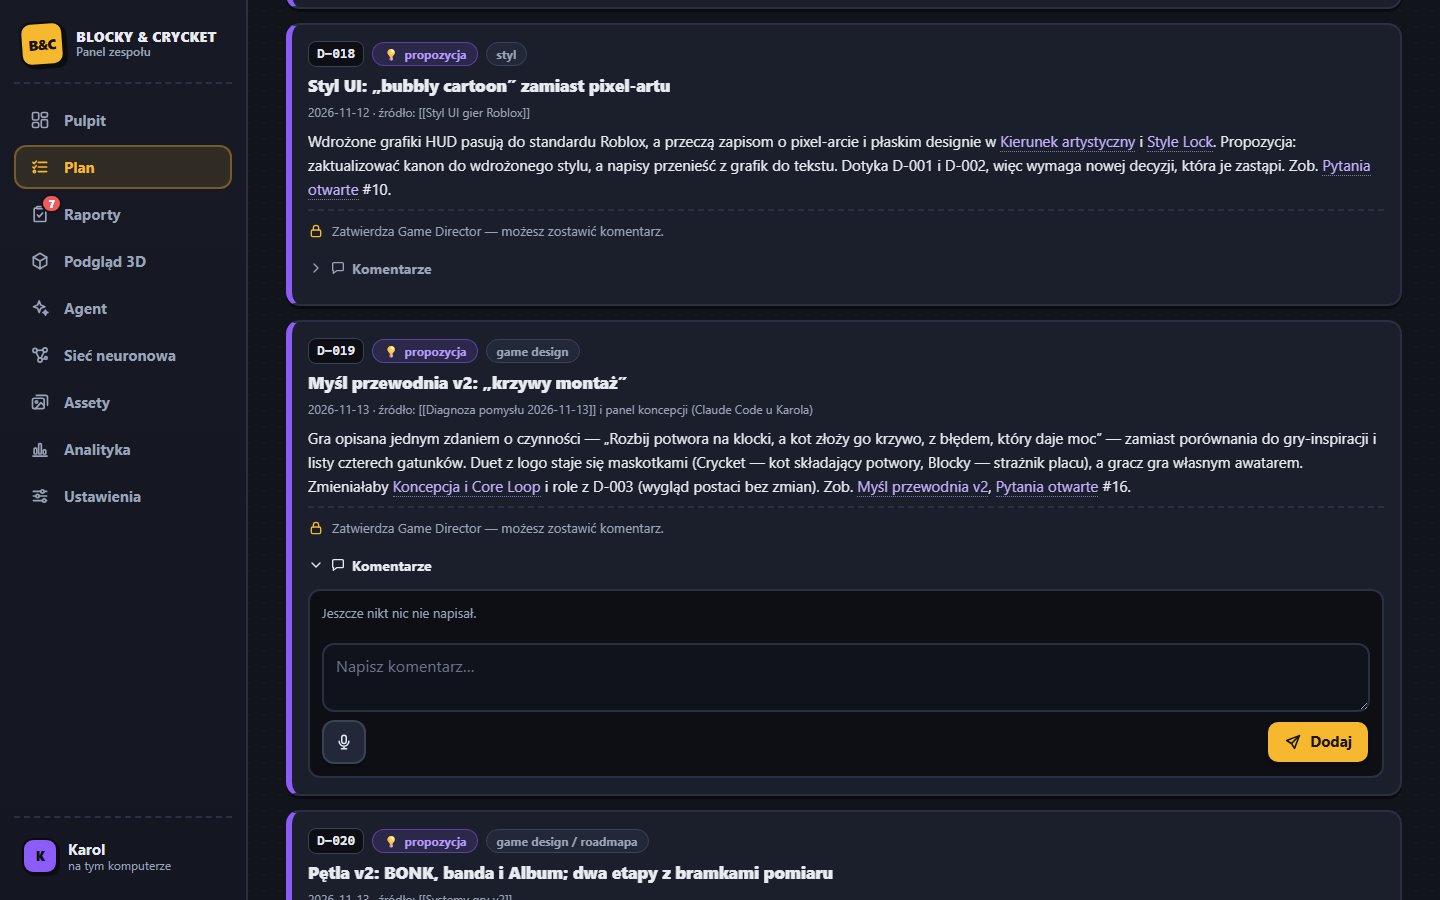 B&C
BLOCKY & CRYCKET
Panel zespołu
Pulpit
Plan
7
Raporty
Podgląd 3D
Agent
Sieć neuronowa
Assety
Analityka
Ustawienia
K
Karol
na tym komputerze
D-018 propozycja styl
Styl UI: „bubbly cartoon” zamiast pixel-artu
2026-11-12 · źródło: [[Styl UI gier Roblox]]
Wdrożone grafiki HUD pasują do standardu Roblox, a przeczą zapisom o pixel-arcie i płaskim designie w Kierunek artystyczny i Style Lock. Propozycja:
zaktualizować kanon do wdrożonego stylu, a napisy przenieść z grafik do tekstu. Dotyka D-001 i D-002, więc wymaga nowej decyzji, która je zastąpi. Zob. Pytania
otwarte #10.
Zatwierdza Game Director — możesz zostawić komentarz.
Komentarze
D-019 propozycja game design
Myśl przewodnia v2: „krzywy montaż”
2026-11-13 · źródło: [[Diagnoza pomysłu 2026-11-13]] i panel koncepcji (Claude Code u Karola)
Gra opisana jednym zdaniem o czynności — „Rozbij potwora na klocki, a kot złoży go krzywo, z błędem, który daje moc” — zamiast porównania do gry-inspiracji i
listy czterech gatunków. Duet z logo staje się maskotkami (Crycket — kot składający potwory, Blocky — strażnik placu), a gracz gra własnym awatarem.
Zmieniałaby Koncepcja i Core Loop i role z D-003 (wygląd postaci bez zmian). Zob. Myśl przewodnia v2, Pytania otwarte #16.
Zatwierdza Game Director — możesz zostawić komentarz.
Komentarze
Jeszcze nikt nic nie napisał.
Napisz komentarz...
Dodaj
D-020 propozycja game design / roadmapa
Pętla v2: BONK, banda i Album; dwa etapy z bramkami pomiaru
2026-11-13 · źródło: [[Systemy gry v2]]